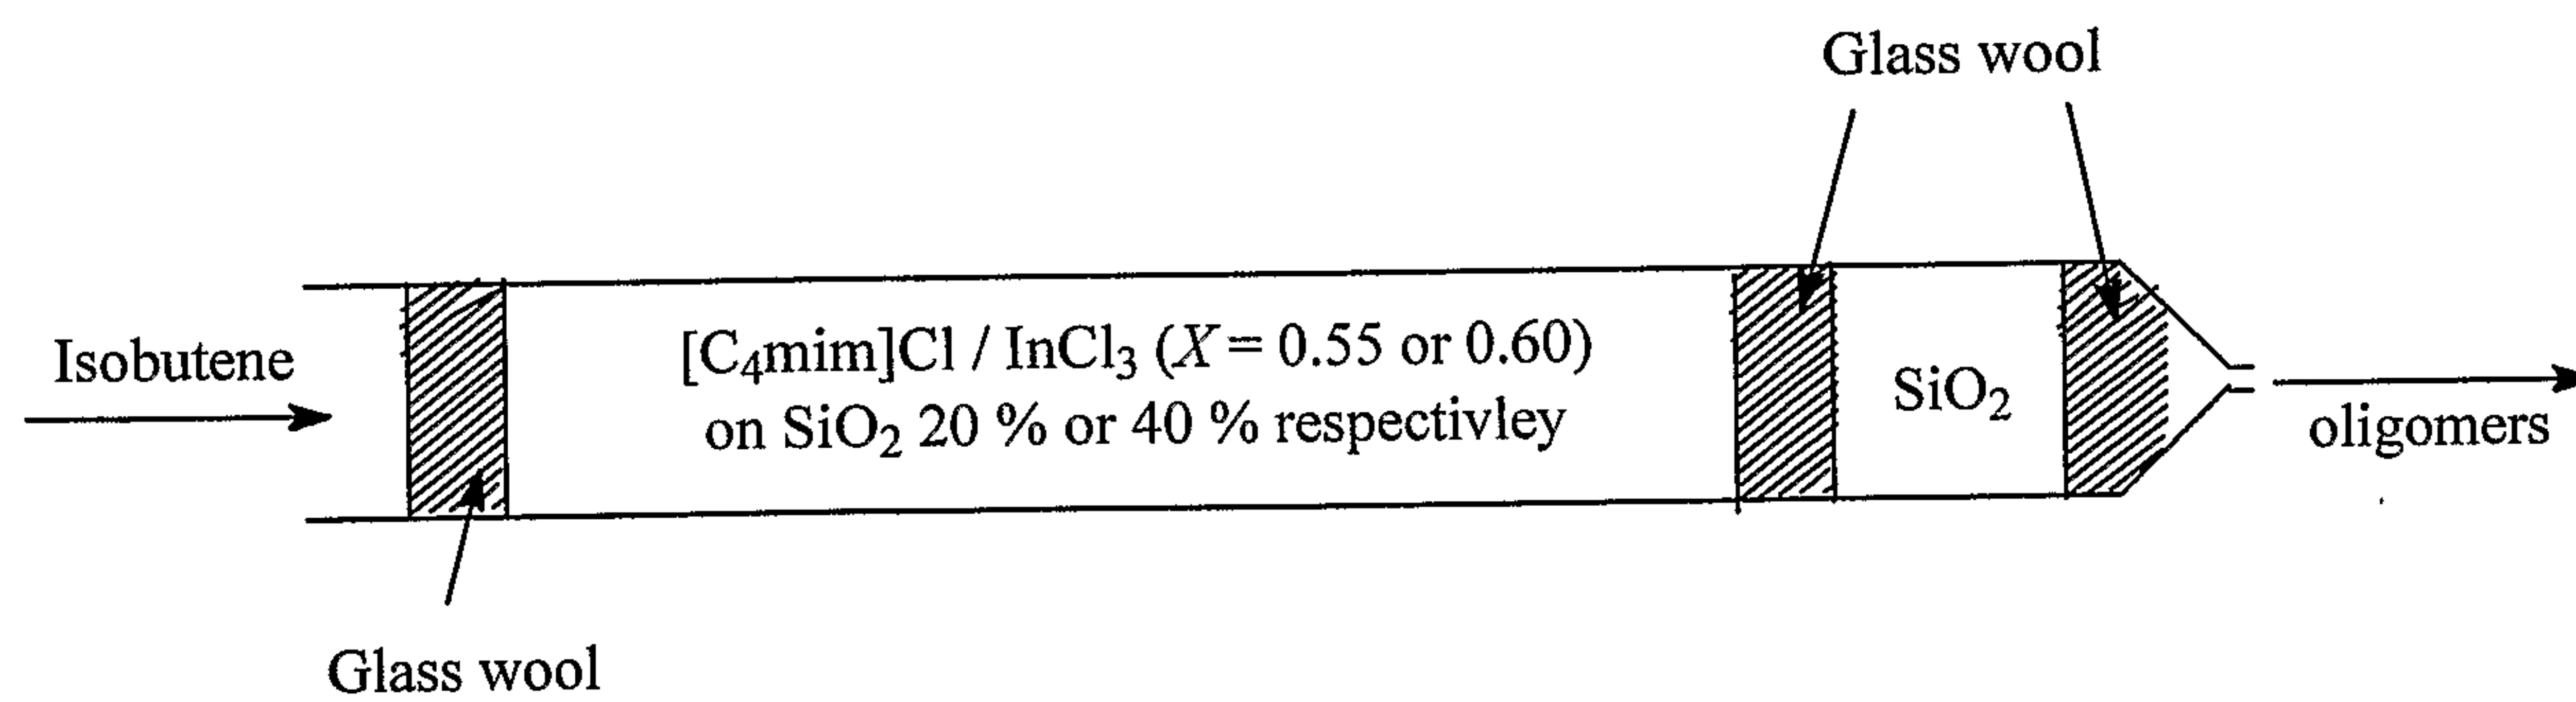 Glass wool
Isobutene
[C₄mim]Cl / InCl₃ (X = 0.55 or 0.60)
on SiO₂ 20 % or 40 % respectivley
SiO₂
oligomers
Glass wool